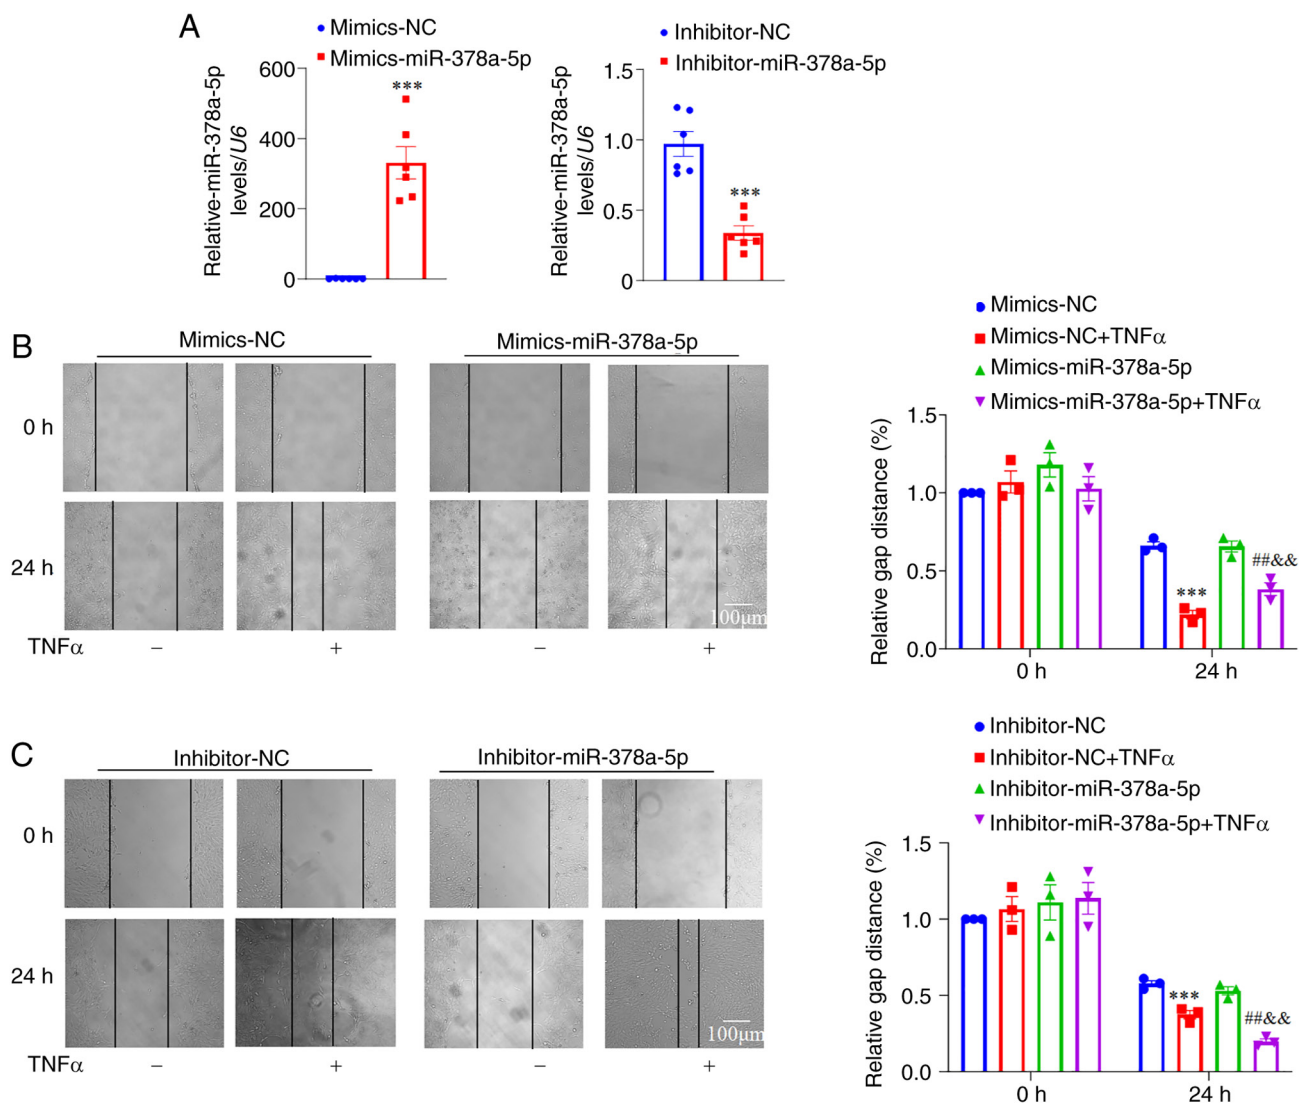 A
Mimics-NC
Mimics-miR-378a-5p
Relative-miR-378a-5p
levels/U6
600
400
200
0
***
Inhibitor-NC
Inhibitor-miR-378a-5p
Relative-miR-378a-5p
levels/U6
1.5
1.0
0.5
0
***
B
Mimics-NC
Mimics-miR-378a-5p
0 h
24 h
100μm
TNFα − + − +
Mimics-NC
Mimics-NC+TNFα
Mimics-miR-378a-5p
Mimics-miR-378a-5p+TNFα
Relative gap distance (%)
1.5
1.0
0.5
0.0
***
##&&
0 h 24 h
C
Inhibitor-NC
Inhibitor-miR-378a-5p
0 h
24 h
100μm
TNFα − + − +
Inhibitor-NC
Inhibitor-NC+TNFα
Inhibitor-miR-378a-5p
Inhibitor-miR-378a-5p+TNFα
Relative gap distance (%)
1.5
1.0
0.5
0.0
***
##&&
0 h 24 h